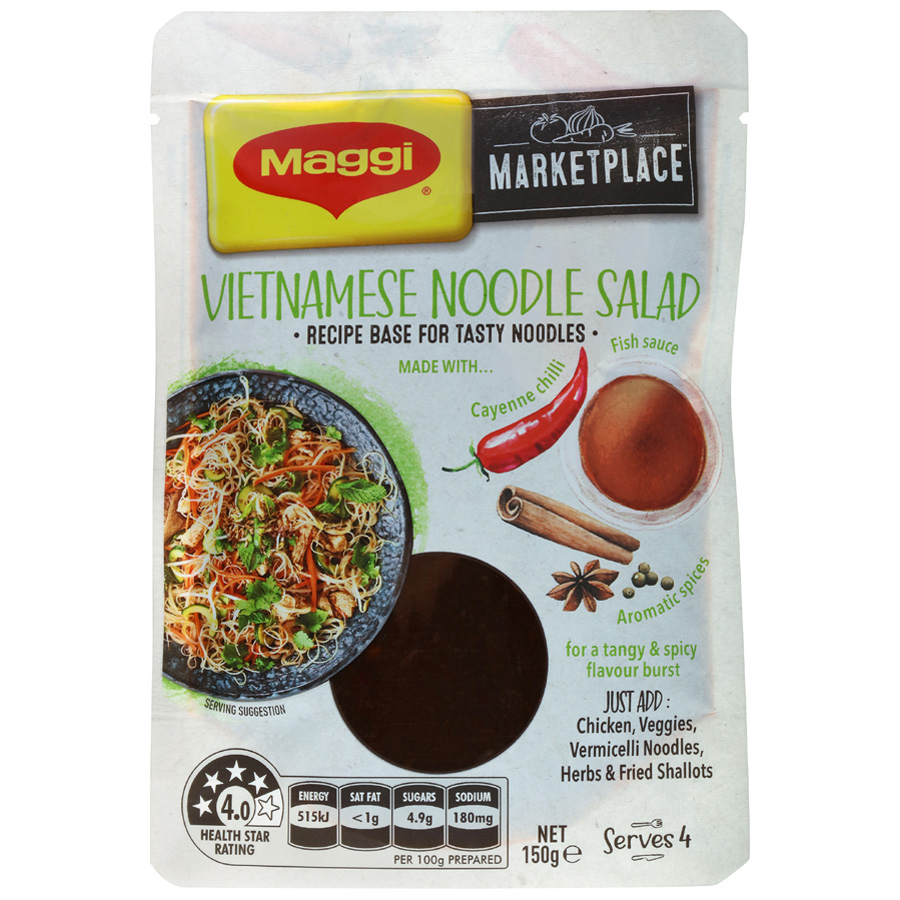 Maggi
®
MARKETPLACE™
VIETNAMESE NOODLE SALAD
• RECIPE BASE FOR TASTY NOODLES •
MADE WITH...
Cayenne chilli
Fish sauce
Aromatic spices
for a tangy & spicy
flavour burst
JUST ADD :
Chicken, Veggies,
Vermicelli Noodles,
Herbs & Fried Shallots
SERVING SUGGESTION
4.0
HEALTH STAR
RATING
ENERGY
515kJ
SAT FAT
<1g
SUGARS
4.9g
SODIUM
180mg
PER 100g PREPARED
NET
150g℮
Serves 4